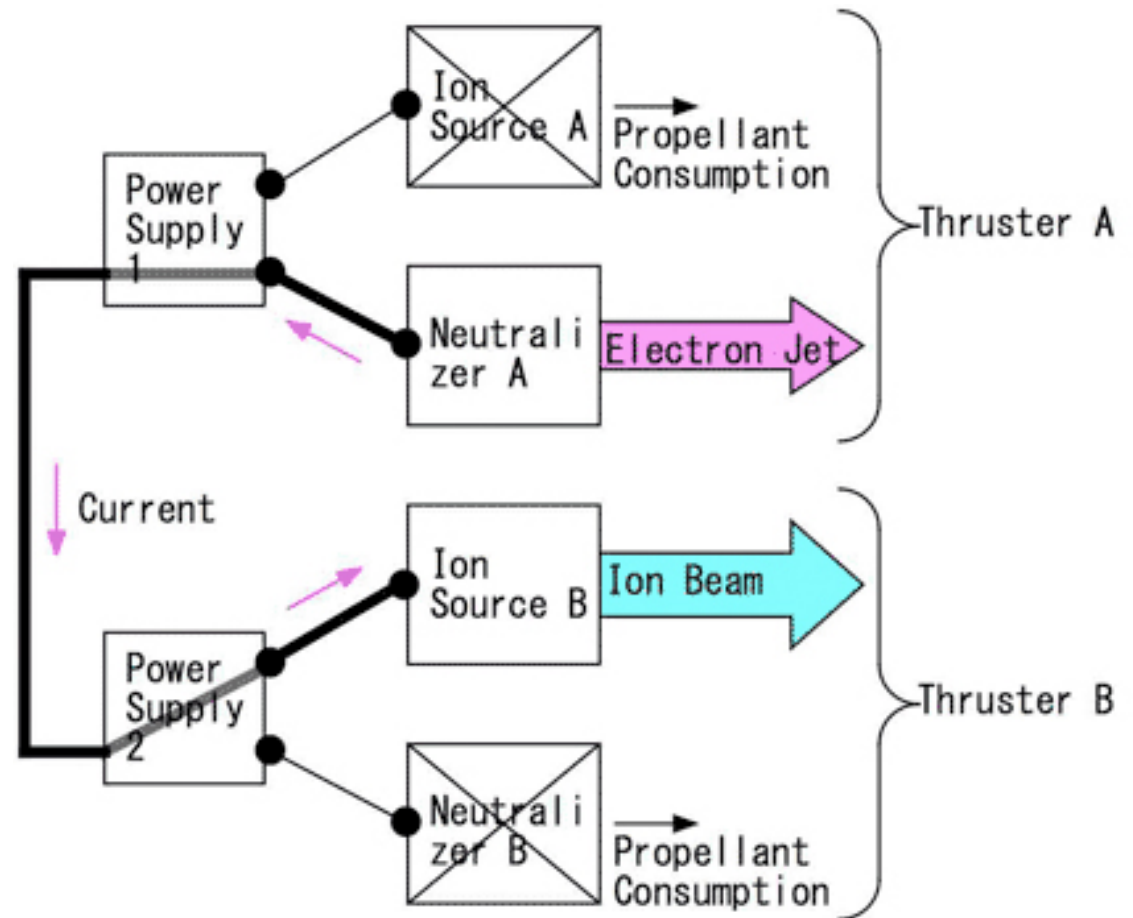 Ion
Source A
Propellant
Consumption
Power
Supply
1
Thruster A
Neutrali
zer A
Electron Jet
Current
Ion
Source B
Ion Beam
Power
Supply
2
Thruster B
Neutrali
zer B
Propellant
Consumption